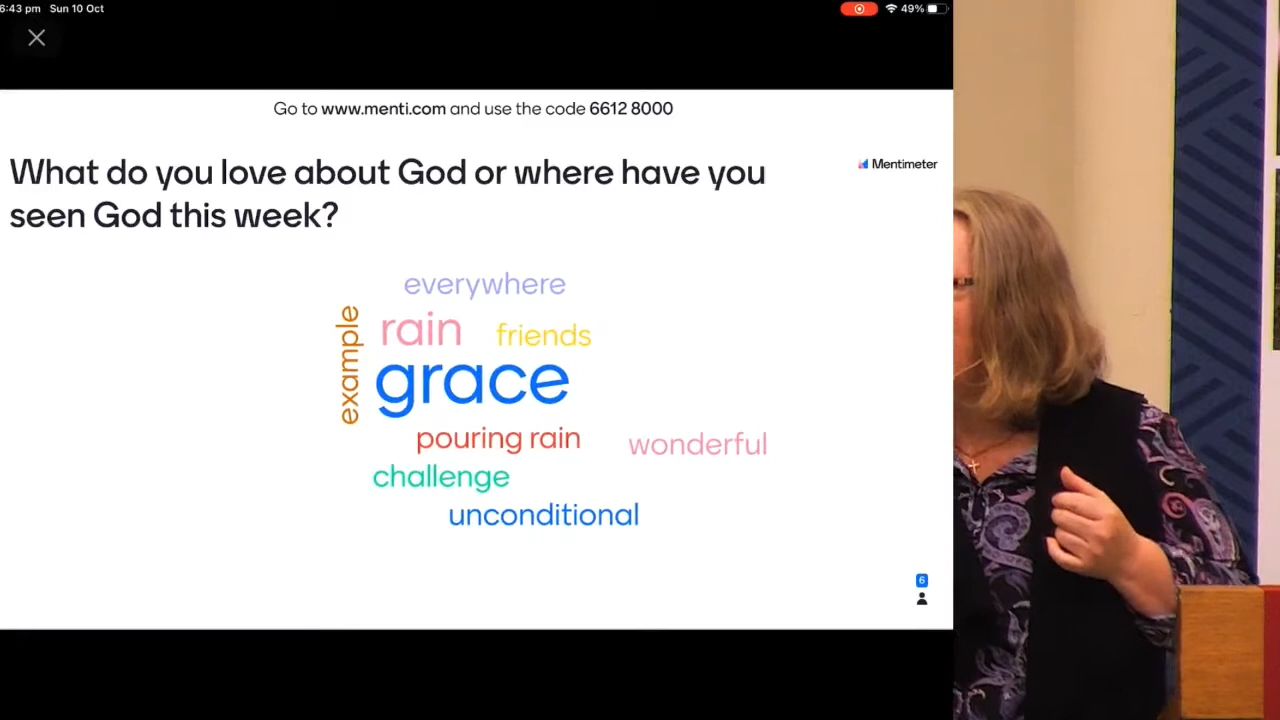 6:43 pm Sun 10 Oct
49%
Go to www.menti.com and use the code 6612 8000
What do you love about God or where have you
seen God this week?
Mentimeter
everywhere
example
rain
friends
grace
pouring rain
wonderful
challenge
unconditional
6